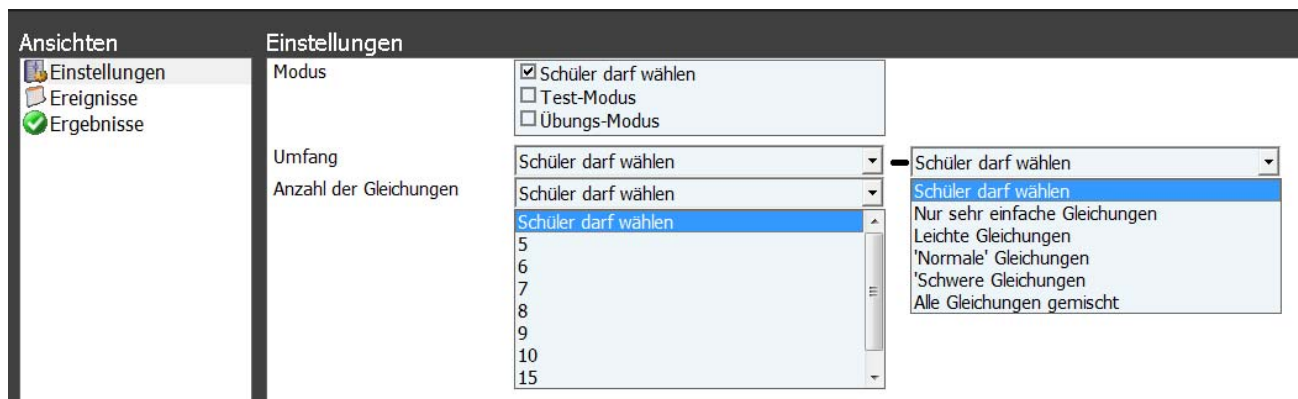 Ansichten
Einstellungen
Ereignisse
Ergebnisse
Einstellungen
Modus
Schüler darf wählen
Test-Modus
Übungs-Modus
Umfang
Schüler darf wählen
Schüler darf wählen
Schüler darf wählen
Nur sehr einfache Gleichungen
Leichte Gleichungen
'Normale' Gleichungen
'Schwere Gleichungen
Alle Gleichungen gemischt
Anzahl der Gleichungen
Schüler darf wählen
Schüler darf wählen
5
6
7
8
9
10
15